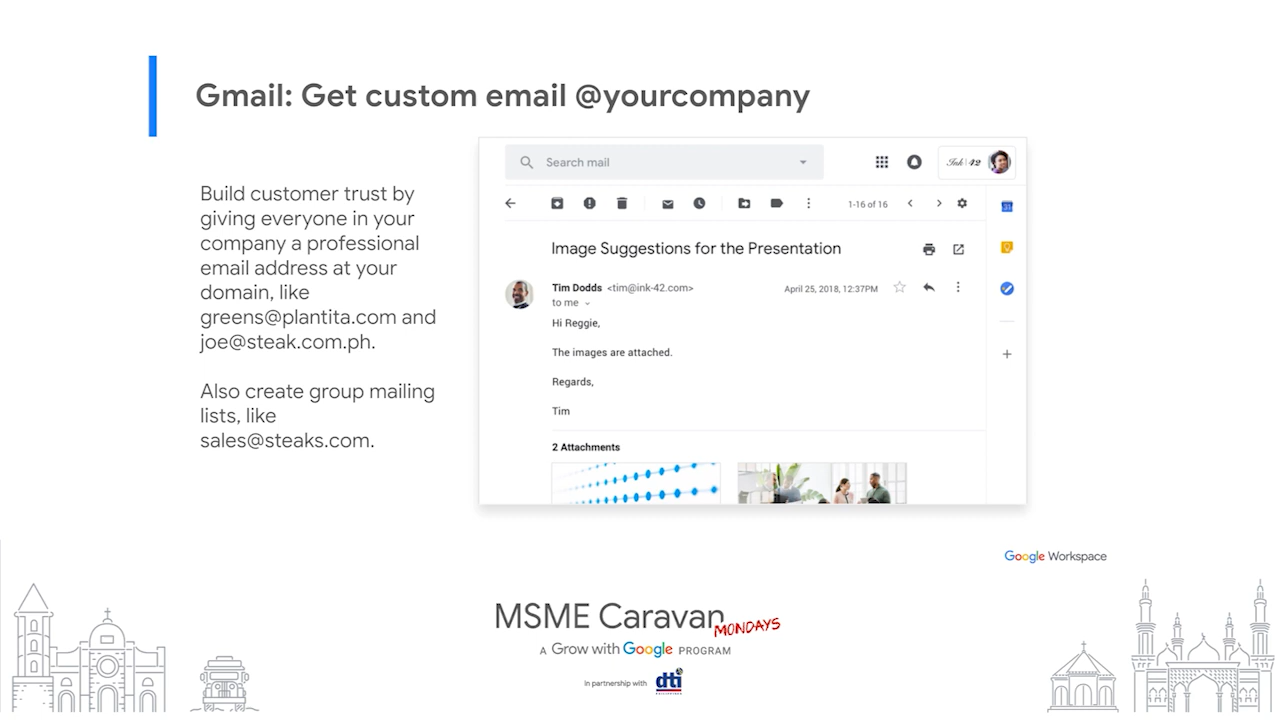 Gmail: Get custom email @yourcompany
Build customer trust by
giving everyone in your
company a professional
email address at your
domain, like
greens@plantita.com and
joe@steak.com.ph.
Also create group mailing
lists, like
sales@steaks.com.
Search mail
Ink|42
1-16 of 16
31
Image Suggestions for the Presentation
Tim Dodds <tim@ink-42.com>
April 25, 2018, 12:37PM
to me
Hi Reggie,
The images are attached.
Regards,
Tim
2 Attachments
Google Workspace
MSME Caravan
MONDAYS
A Grow with Google PROGRAM
in partnership with dti
PHILIPPINES